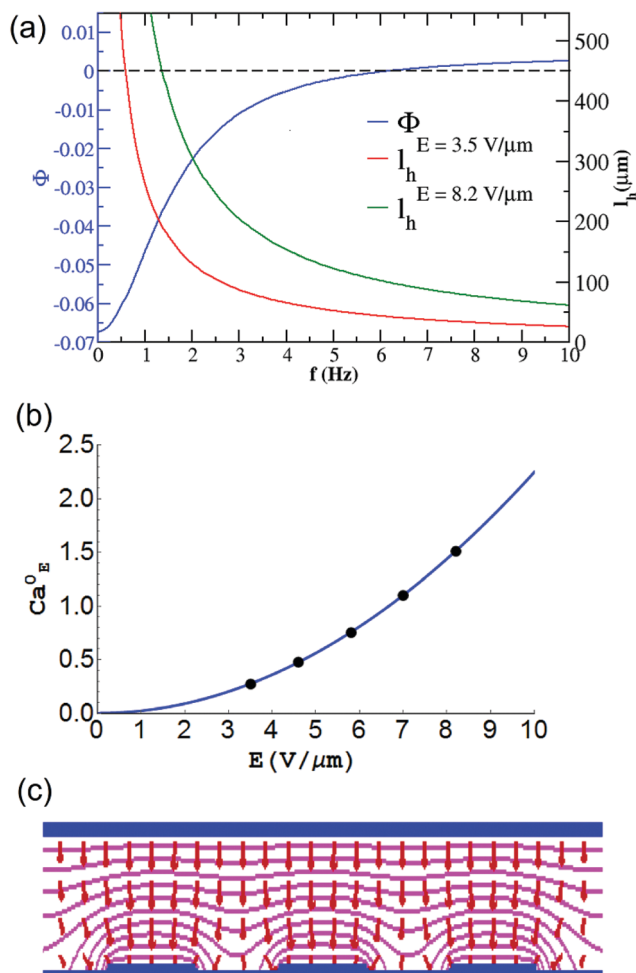 (a)
0.01
0
-0.01
-0.02
-0.03
-0.04
-0.05
-0.06
-0.07
Φ
0 1 2 3 4 5 6 7 8 9 10
f (Hz)
500
400
300
200
100
0
l_h (μm)
Φ
l_h E = 3.5 V/μm
l_h E = 8.2 V/μm
(b)
2.5
2.0
1.5
1.0
0.5
0.0
Ca⁰_E
0 1 2 3 4 5 6 7 8 9 10
E (V/μm)
(c)